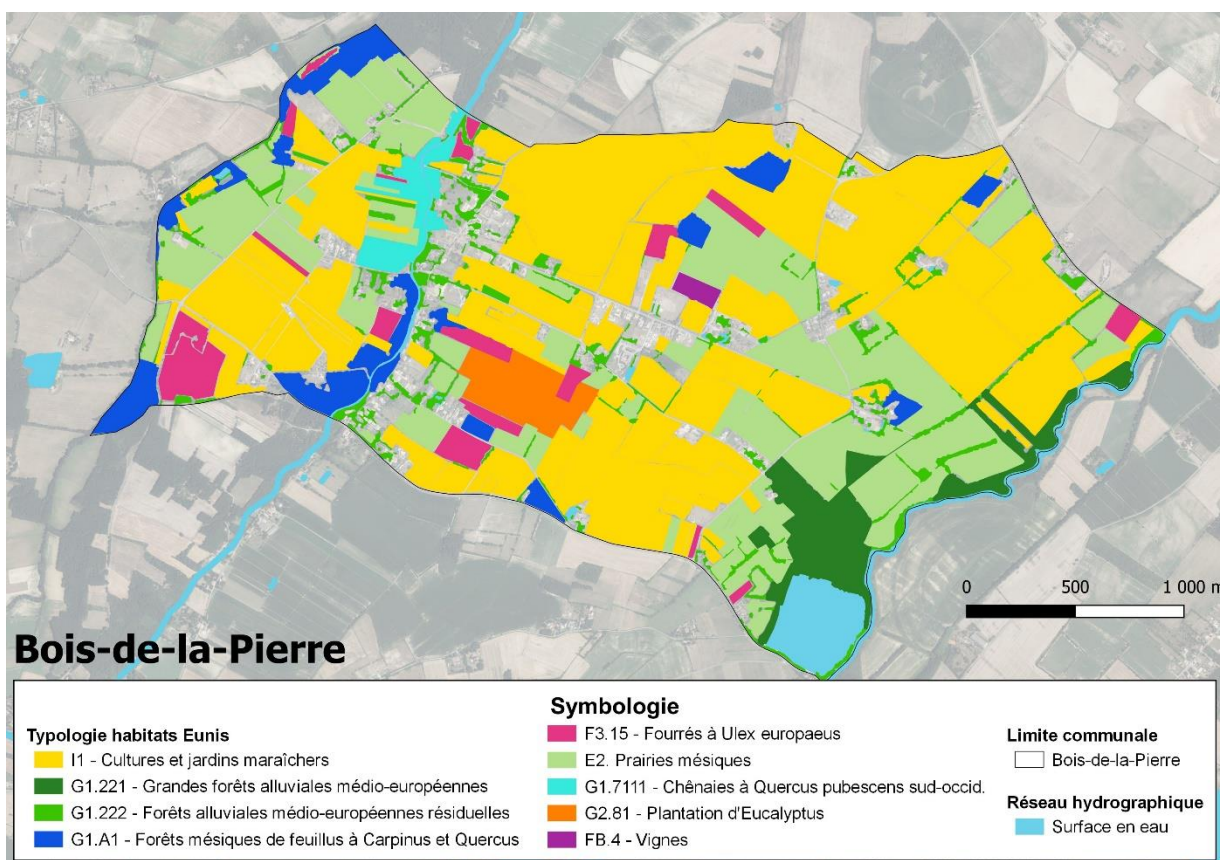 0 500 1 000 m
Bois-de-la-Pierre
Symbologie
Typologie habitats Eunis
I1 - Cultures et jardins maraîchers
G1.221 - Grandes forêts alluviales médio-européennes
G1.222 - Forêts alluviales médio-européennes résiduelles
G1.A1 - Forêts mésiques de feuillus à Carpinus et Quercus
F3.15 - Fourrés à Ulex europaeus
E2. Prairies mésiques
G1.7111 - Chênaies à Quercus pubescens sud-occid.
G2.81 - Plantation d'Eucalyptus
FB.4 - Vignes
Limite communale
Bois-de-la-Pierre
Réseau hydrographique
Surface en eau